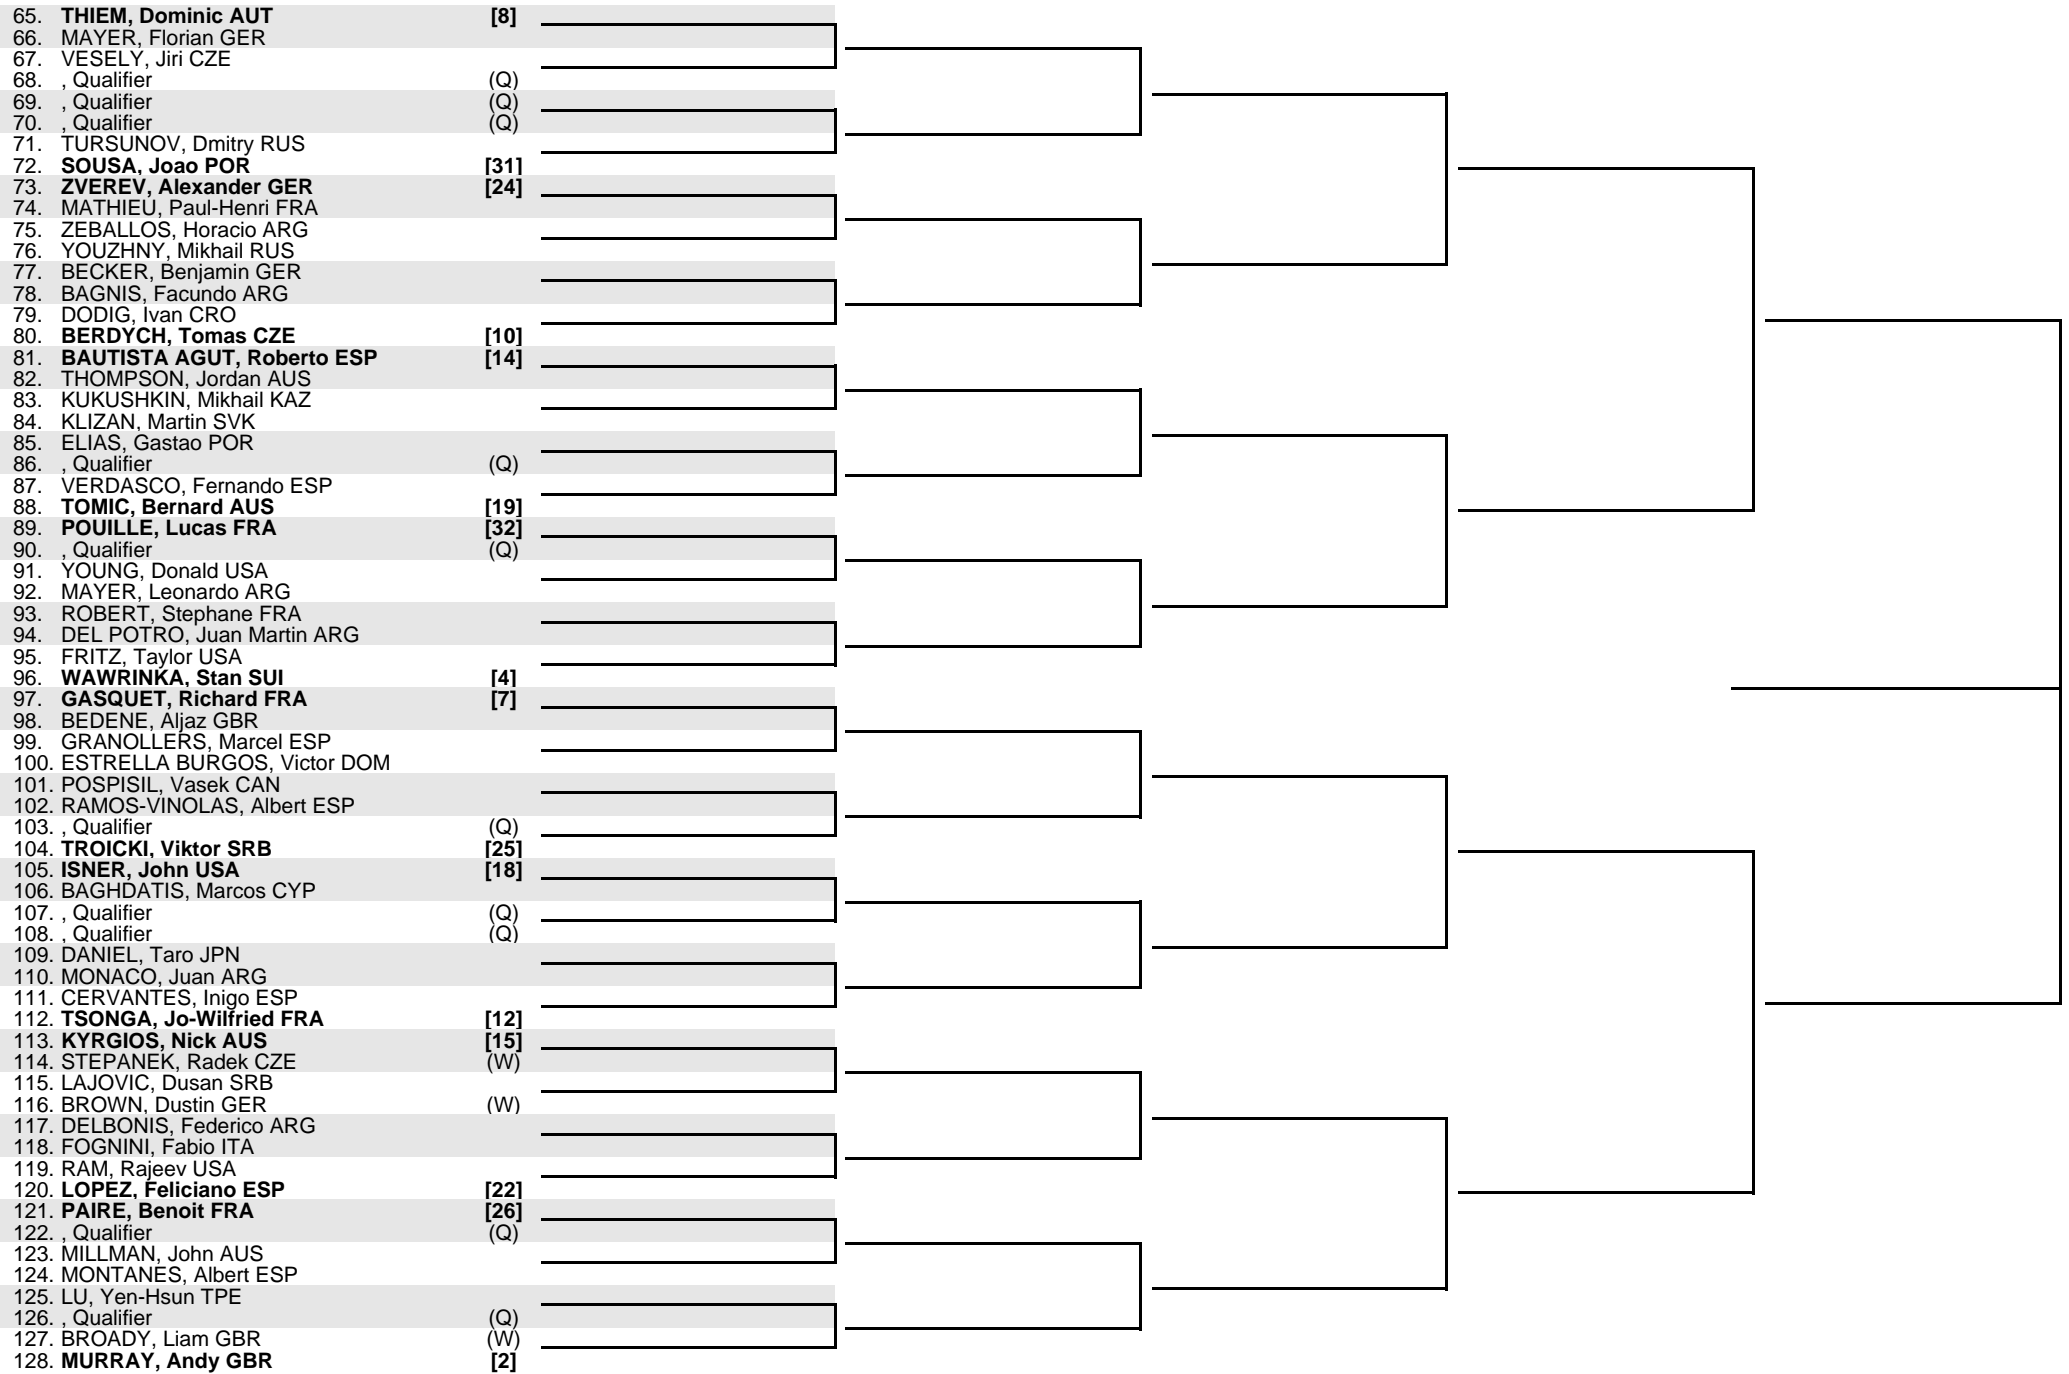 65. THIEM, Dominic AUT [8]
66. MAYER, Florian GER
67. VESELY, Jiri CZE
68. , Qualifier (Q)
69. , Qualifier (Q)
70. , Qualifier (Q)
71. TURSUNOV, Dmitry RUS
72. SOUSA, Joao POR [31]
73. ZVEREV, Alexander GER [24]
74. MATHIEU, Paul-Henri FRA
75. ZEBALLOS, Horacio ARG
76. YOUZHNY, Mikhail RUS
77. BECKER, Benjamin GER
78. BAGNIS, Facundo ARG
79. DODIG, Ivan CRO
80. BERDYCH, Tomas CZE [10]
81. BAUTISTA AGUT, Roberto ESP [14]
82. THOMPSON, Jordan AUS
83. KUKUSHKIN, Mikhail KAZ
84. KLIZAN, Martin SVK
85. ELIAS, Gastao POR
86. , Qualifier (Q)
87. VERDASCO, Fernando ESP
88. TOMIC, Bernard AUS [19]
89. POUILLE, Lucas FRA [32]
90. , Qualifier (Q)
91. YOUNG, Donald USA
92. MAYER, Leonardo ARG
93. ROBERT, Stephane FRA
94. DEL POTRO, Juan Martin ARG
95. FRITZ, Taylor USA
96. WAWRINKA, Stan SUI [4]
97. GASQUET, Richard FRA [7]
98. BEDENE, Aljaz GBR
99. GRANOLLERS, Marcel ESP
100. ESTRELLA BURGOS, Victor DOM
101. POSPISIL, Vasek CAN
102. RAMOS-VINOLAS, Albert ESP
103. , Qualifier (Q)
104. TROICKI, Viktor SRB [25]
105. ISNER, John USA [18]
106. BAGHDATIS, Marcos CYP
107. , Qualifier (Q)
108. , Qualifier (Q)
109. DANIEL, Taro JPN
110. MONACO, Juan ARG
111. CERVANTES, Inigo ESP
112. TSONGA, Jo-Wilfried FRA [12]
113. KYRGIOS, Nick AUS [15]
114. STEPANEK, Radek CZE (W)
115. LAJOVIC, Dusan SRB
116. BROWN, Dustin GER (W)
117. DELBONIS, Federico ARG
118. FOGNINI, Fabio ITA
119. RAM, Rajeev USA
120. LOPEZ, Feliciano ESP [22]
121. PAIRE, Benoit FRA [26]
122. , Qualifier (Q)
123. MILLMAN, John AUS
124. MONTANES, Albert ESP
125. LU, Yen-Hsun TPE
126. , Qualifier (Q)
127. BROADY, Liam GBR (W)
128. MURRAY, Andy GBR [2]